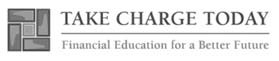 TAKE CHARGE TODAY
Financial Education for a Better Future